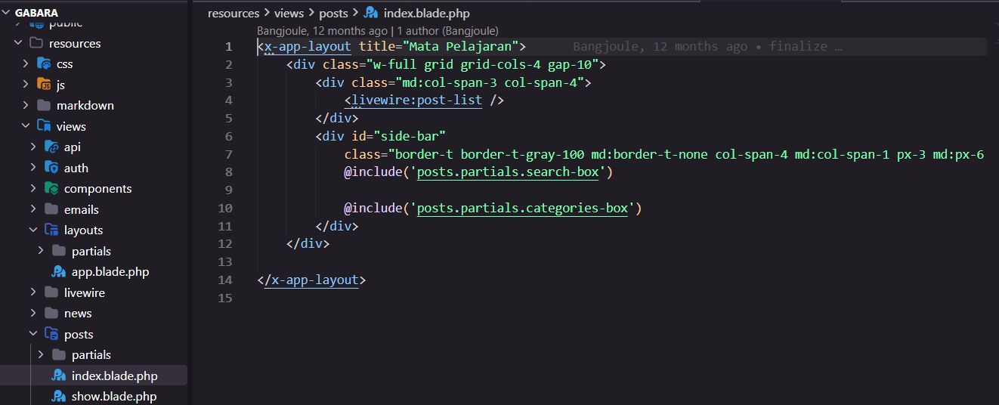 GABARA
public
resources
css
js
markdown
views
api
auth
components
emails
layouts
partials
app.blade.php
livewire
news
posts
partials
index.blade.php
show.blade.php
resources > views > posts > index.blade.php
Bangjoule, 12 months ago | 1 author (Bangjoule)
1 <x-app-layout title="Mata Pelajaran"> Bangjoule, 12 months ago • finalize …
2 <div class="w-full grid grid-cols-4 gap-10">
3 <div class="md:col-span-3 col-span-4">
4 <livewire:post-list />
5 </div>
6 <div id="side-bar"
7 class="border-t border-t-gray-100 md:border-t-none col-span-4 md:col-span-1 px-3 md:px-6
8 @include('posts.partials.search-box')
9
10 @include('posts.partials.categories-box')
11 </div>
12 </div>
13
14 </x-app-layout>
15